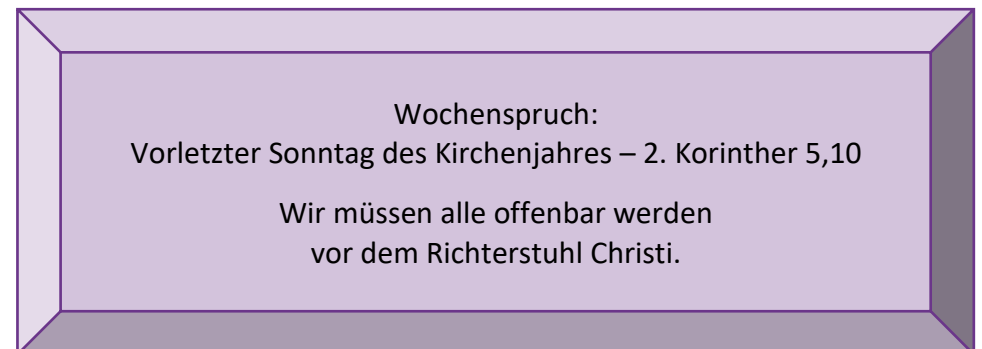 Wochenspruch:
Vorletzter Sonntag des Kirchenjahres – 2. Korinther 5,10
Wir müssen alle offenbar werden
vor dem Richterstuhl Christi.